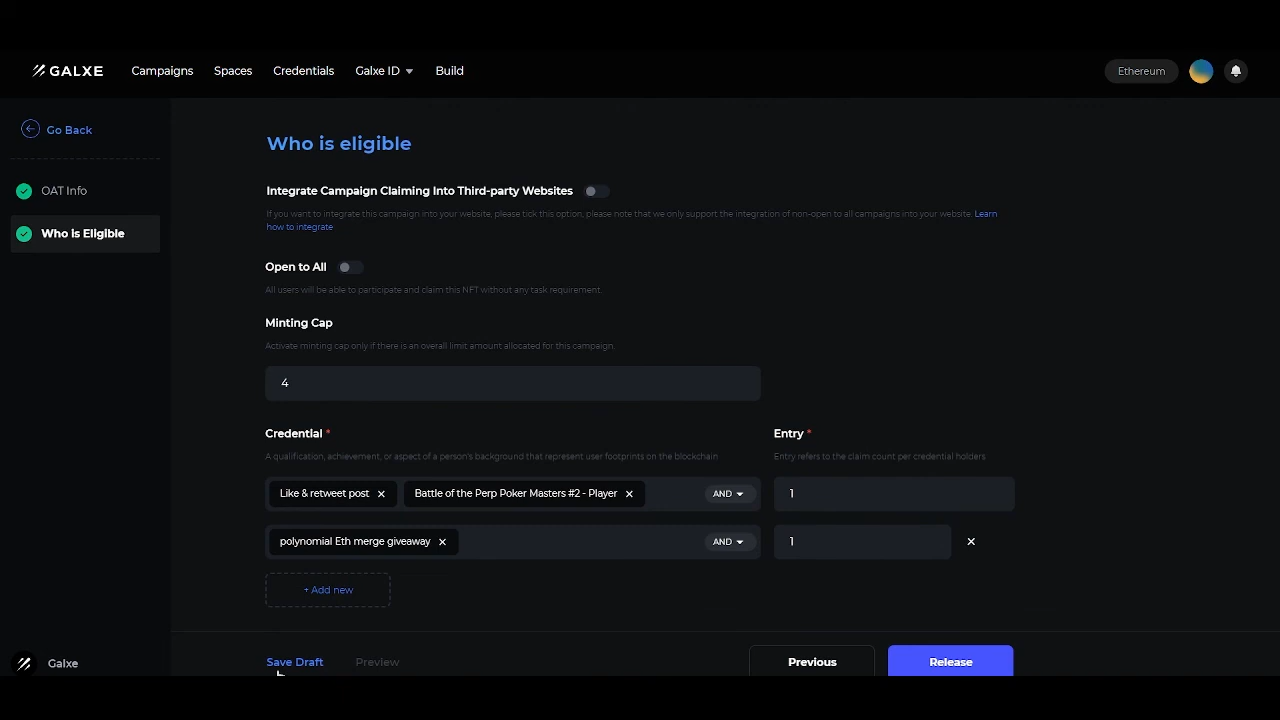 GALXE
Campaigns
Spaces
Credentials
Galxe ID
Build
Ethereum
Go Back
OAT Info
Who is Eligible
Who is eligible
Integrate Campaign Claiming Into Third-party Websites
If you want to integrate this campaign into your website, please tick this option, please note that we only support the integration of non-open to all campaigns into your website. Learn
how to integrate
Open to All
All users will be able to participate and claim this NFT without any task requirement.
Minting Cap
Activate minting cap only if there is an overall limit amount allocated for this campaign.
4
Credential *
Entry *
A qualification, achievement, or aspect of a person's background that represent user footprints on the blockchain
Entry refers to the claim count per credential holders
Like & retweet post
Battle of the Perp Poker Masters #2 - Player
AND
1
polynomial Eth merge giveaway
AND
1
+ Add new
Galxe
Save Draft
Preview
Previous
Release